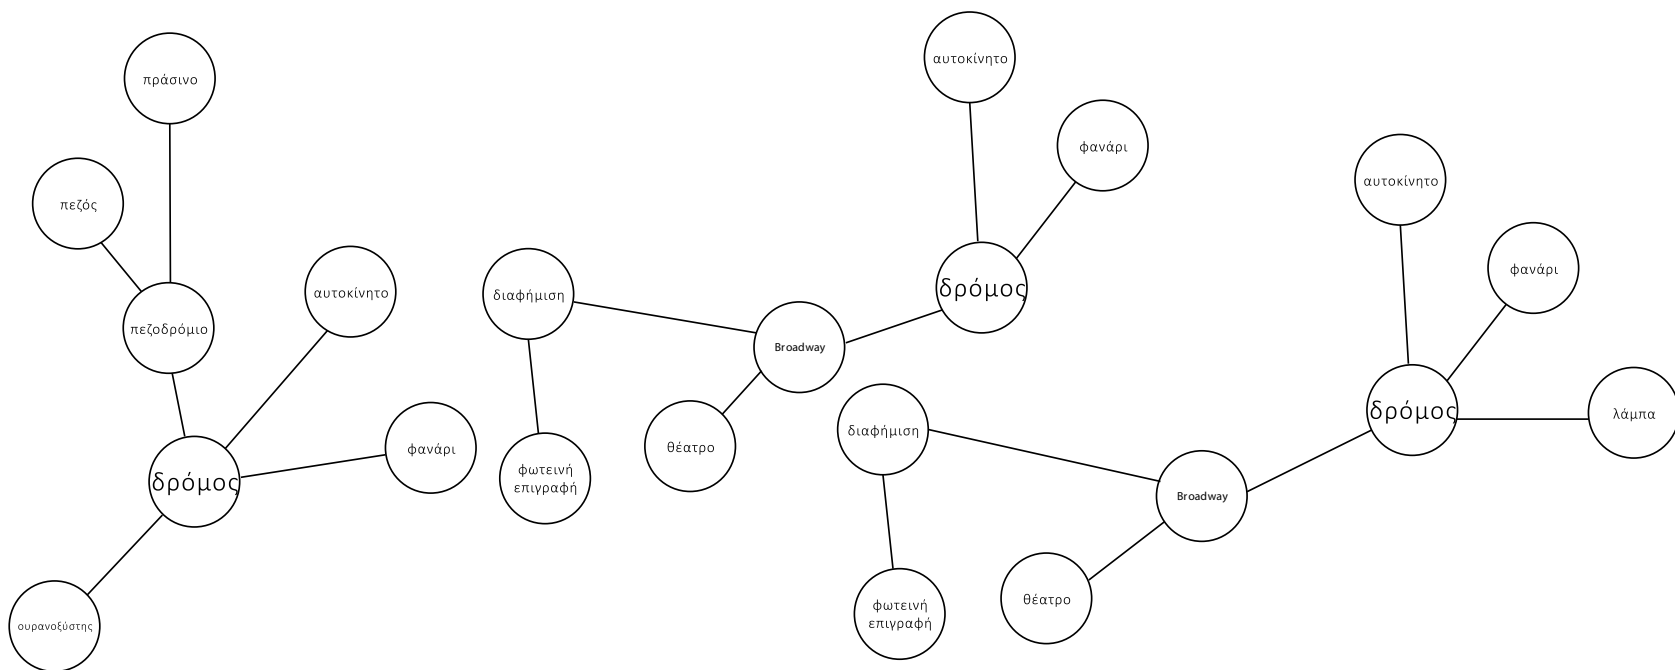 πράσινο
πεζός
πεζοδρόμιο
αυτοκίνητο
φανάρι
δρόμος
ουρανοξύστης
αυτοκίνητο
φανάρι
δρόμος
διαφήμιση
Broadway
θέατρο
φωτεινή
επιγραφή
αυτοκίνητο
φανάρι
δρόμος
λάμπα
διαφήμιση
Broadway
θέατρο
φωτεινή
επιγραφή